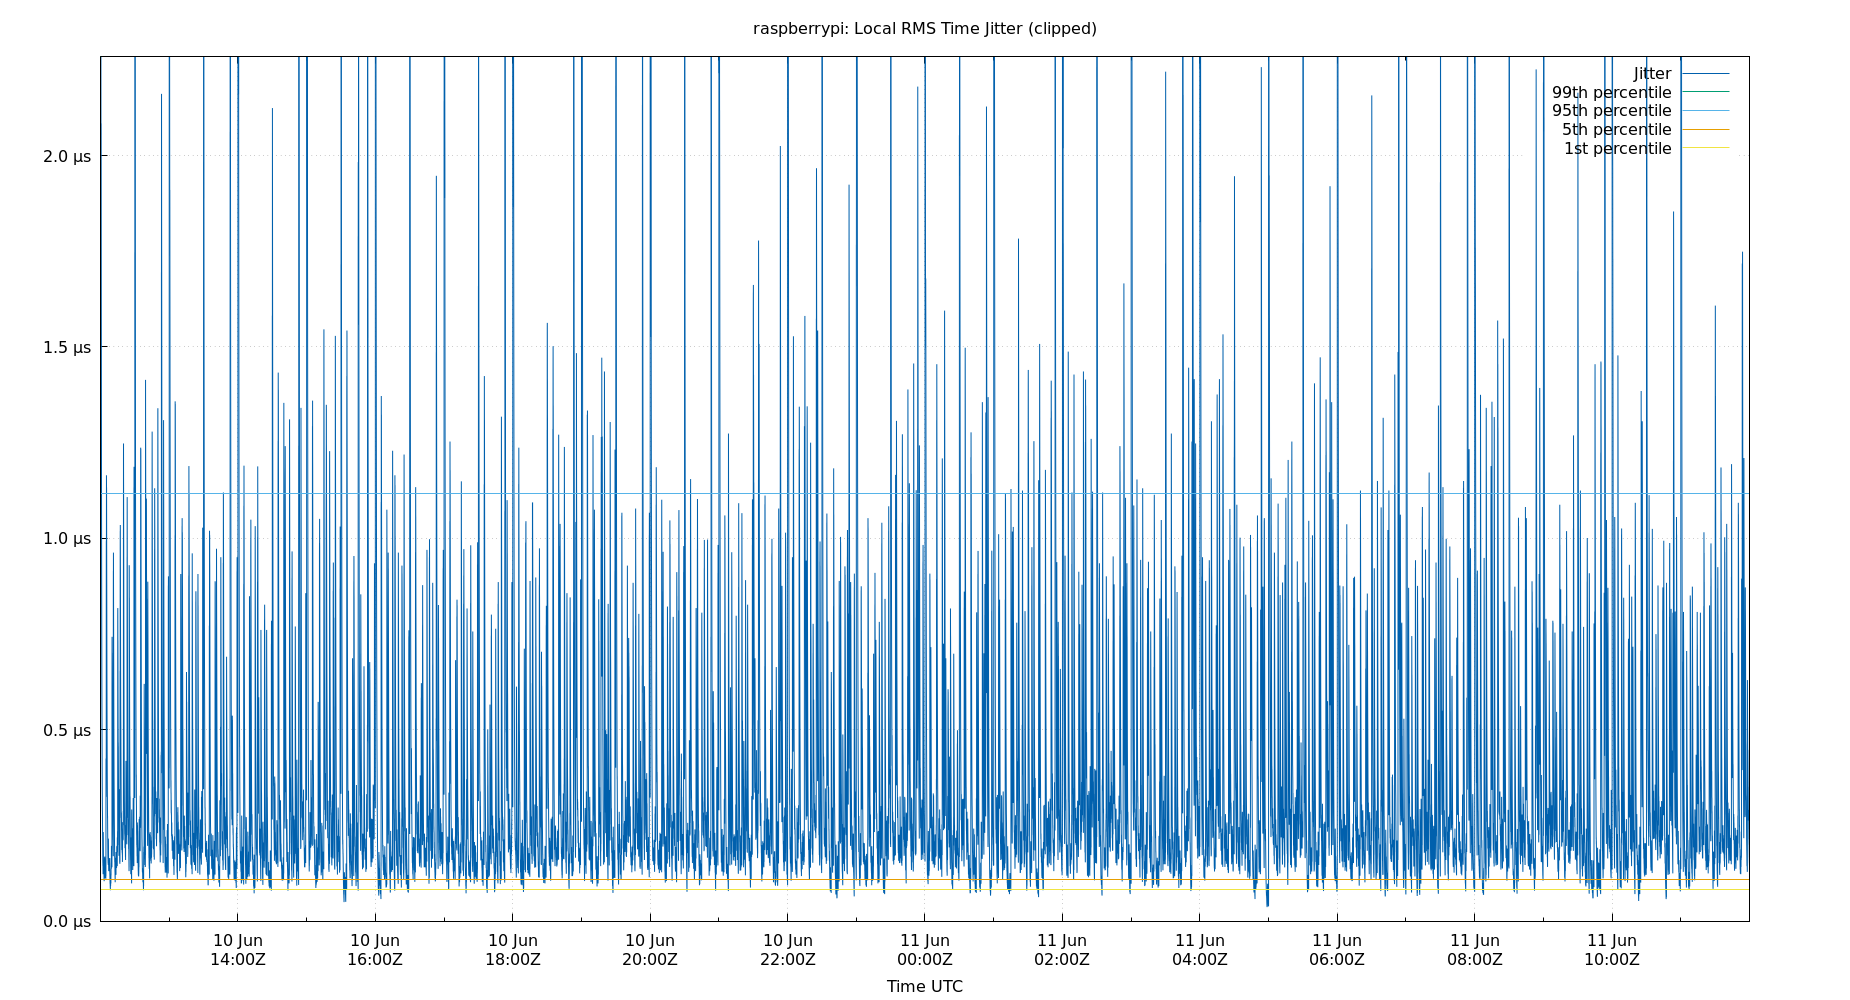 raspberrypi: Local RMS Time Jitter (clipped)
Jitter
99th percentile
95th percentile
5th percentile
1st percentile
2.0 µs
1.5 µs
1.0 µs
0.5 µs
0.0 µs
10 Jun 10 Jun 10 Jun 10 Jun 10 Jun 11 Jun 11 Jun 11 Jun 11 Jun 11 Jun 11 Jun
14:00Z 16:00Z 18:00Z 20:00Z 22:00Z 00:00Z 02:00Z 04:00Z 06:00Z 08:00Z 10:00Z
Time UTC